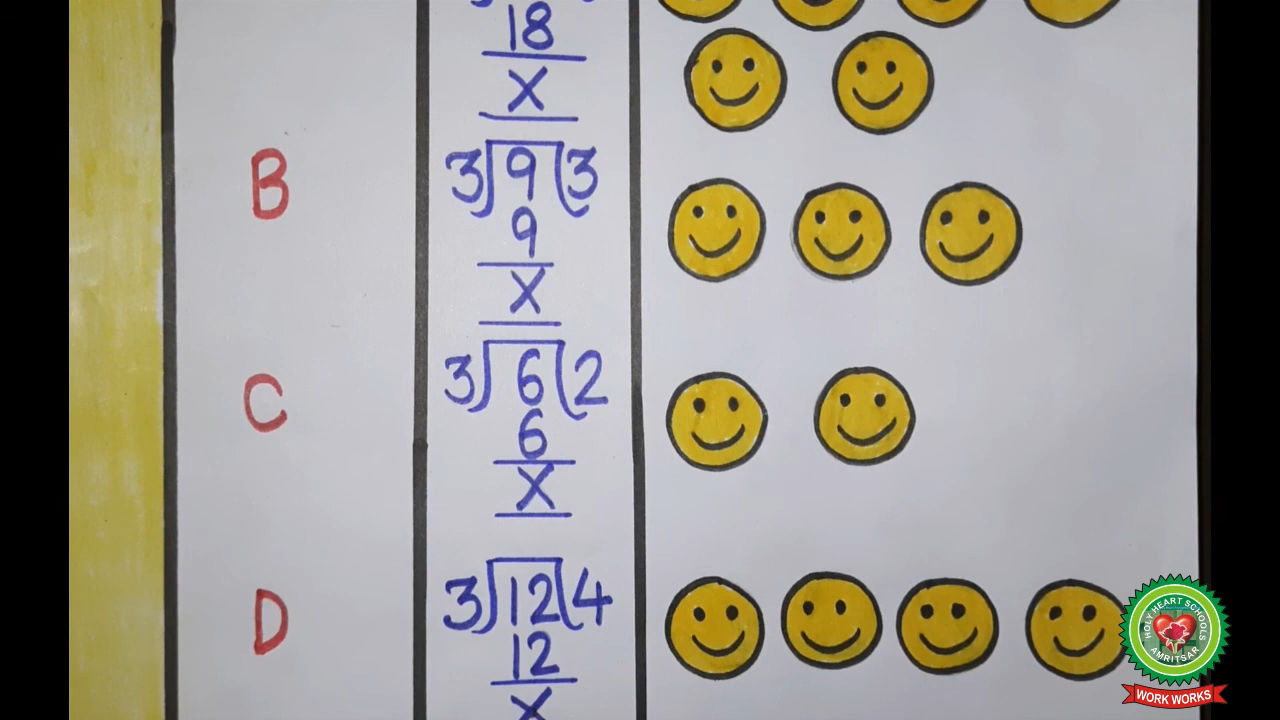 18
X
B
3)9(3
9
X
C
3)6(2
6
X
D
3)12(4
12
X
HOLY HEART SCHOOLS
AMRITSAR
WORK WORKS